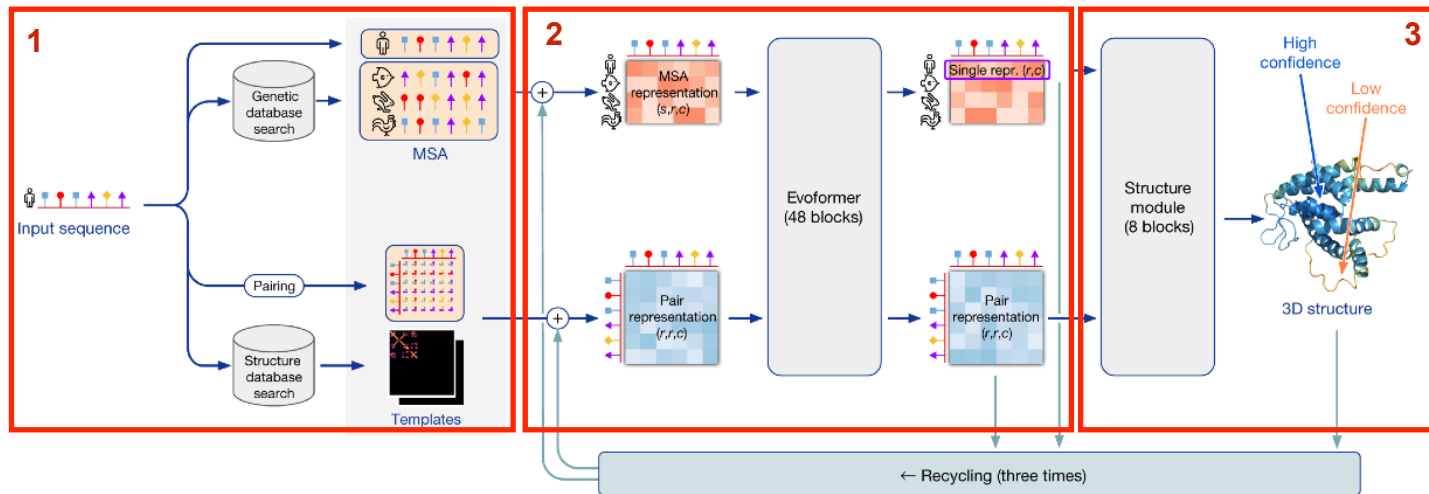 1
Genetic
database
search
MSA
Input sequence
Pairing
Structure
database
search
Templates
2
MSA
representation
(s,r,c)
Single repr. (r,c)
Evoformer
(48 blocks)
Pair
representation
(r,r,c)
Pair
representation
(r,r,c)
3
High
confidence
Low
confidence
Structure
module
(8 blocks)
3D structure
← Recycling (three times)